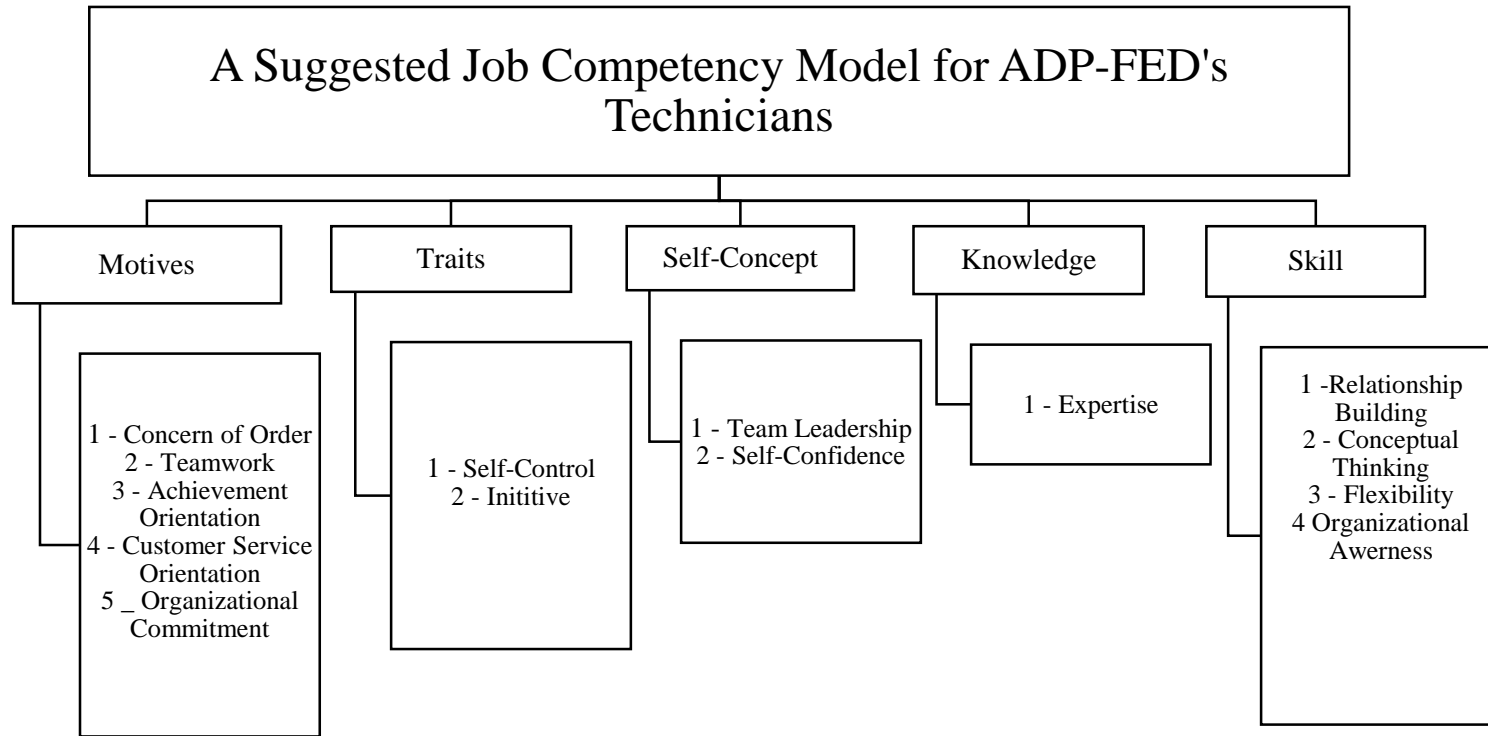 A Suggested Job Competency Model for ADP-FED's
Technicians
Motives
Traits
Self-Concept
Knowledge
Skill
1 - Concern of Order
2 - Teamwork
3 - Achievement
Orientation
4 - Customer Service
Orientation
5 _ Organizational
Commitment
1 - Self-Control
2 - Inititive
1 - Team Leadership
2 - Self-Confidence
1 - Expertise
1 -Relationship
Building
2 - Conceptual
Thinking
3 - Flexibility
4 Organizational
Awerness